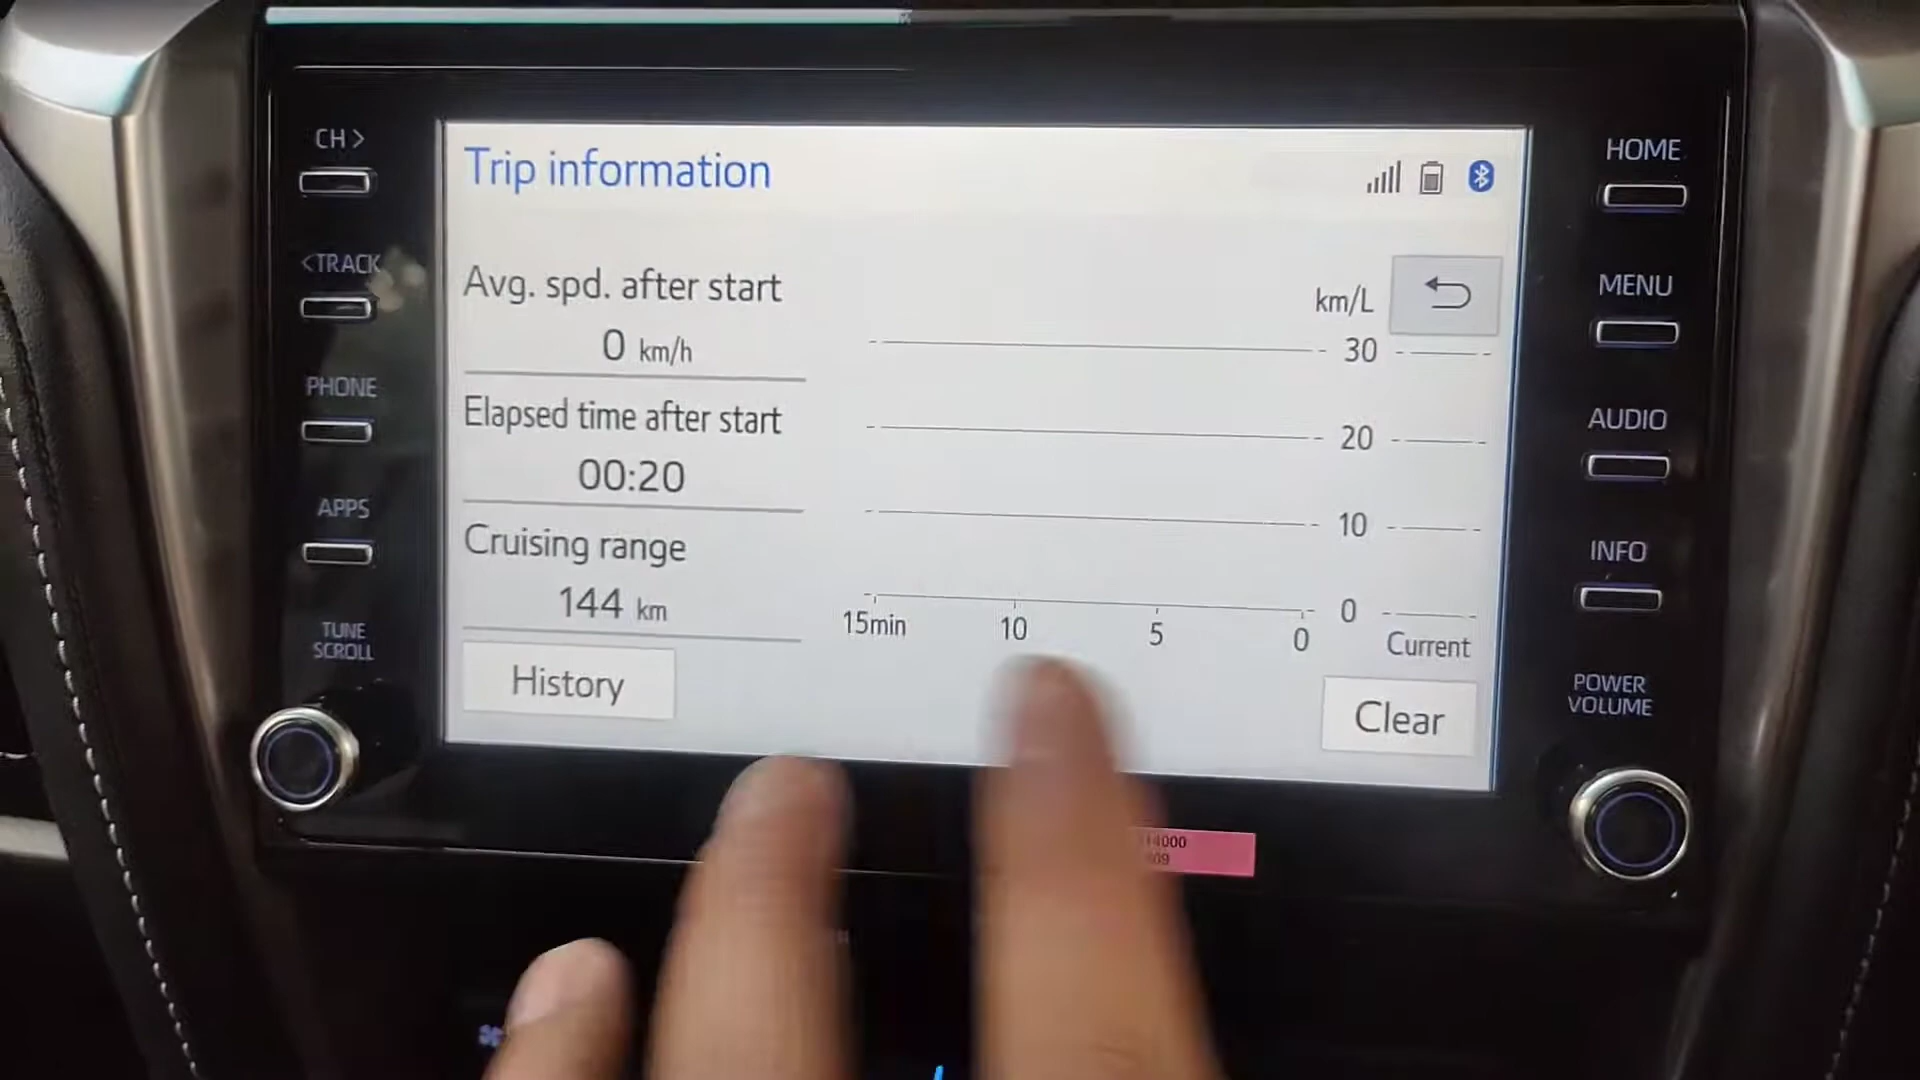 CH >
<TRACK
PHONE
APPS
TUNE
SCROLL
Trip information
Avg. spd. after start
0 km/h
Elapsed time after start
00:20
Cruising range
144 km
History
km/L
30
20
10
0
15min 10 5 0
Current
Clear
HOME
MENU
AUDIO
INFO
POWER
VOLUME